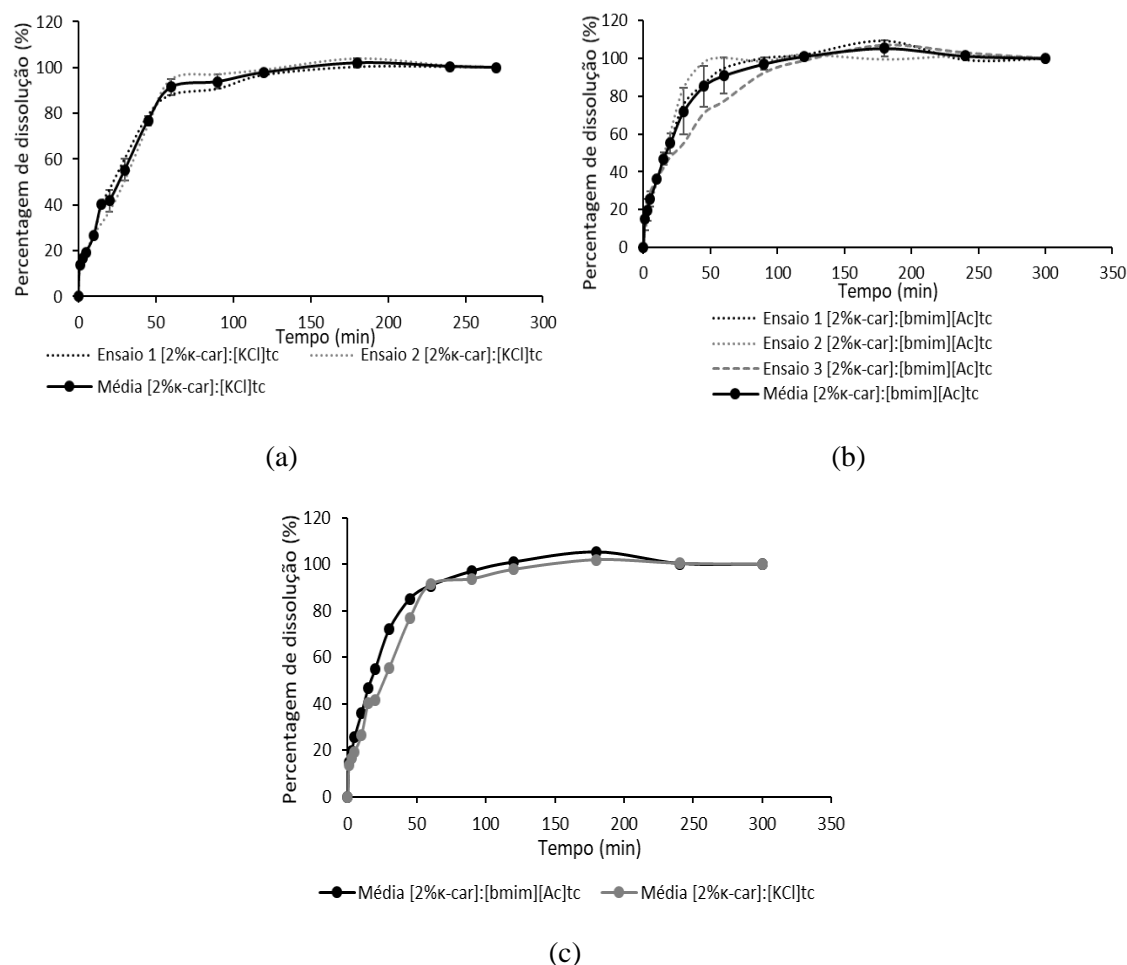 Percentagem de dissolução (%)
120
100
80
60
40
20
0
0 50 100 150 200 250 300
Tempo (min)
Ensaio 1 [2%κ-car]:[KCl]tc Ensaio 2 [2%κ-car]:[KCl]tc
Média [2%κ-car]:[KCl]tc
(a)
Percentagem de dissolução (%)
120
100
80
60
40
20
0
0 50 100 150 200 250 300 350
Tempo (min)
Ensaio 1 [2%κ-car]:[bmim][Ac]tc
Ensaio 2 [2%κ-car]:[bmim][Ac]tc
Ensaio 3 [2%κ-car]:[bmim][Ac]tc
Média [2%κ-car]:[bmim][Ac]tc
(b)
Percentagem de dissolução (%)
120
100
80
60
40
20
0
0 50 100 150 200 250 300 350
Tempo (min)
Média [2%κ-car]:[bmim][Ac]tc Média [2%κ-car]:[KCl]tc
(c)